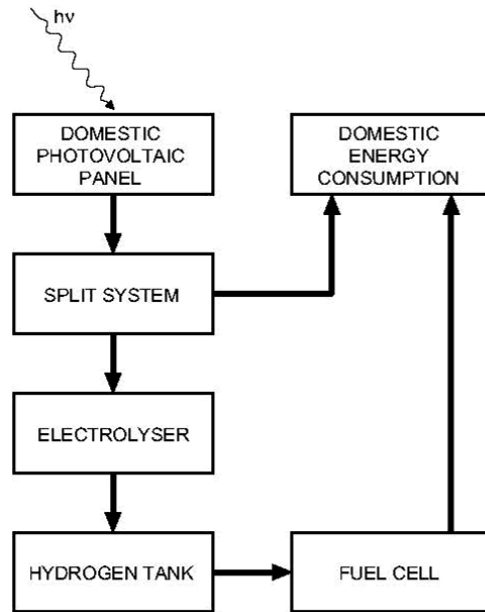 hν
DOMESTIC
PHOTOVOLTAIC
PANEL
DOMESTIC
ENERGY
CONSUMPTION
SPLIT SYSTEM
ELECTROLYSER
HYDROGEN TANK
FUEL CELL